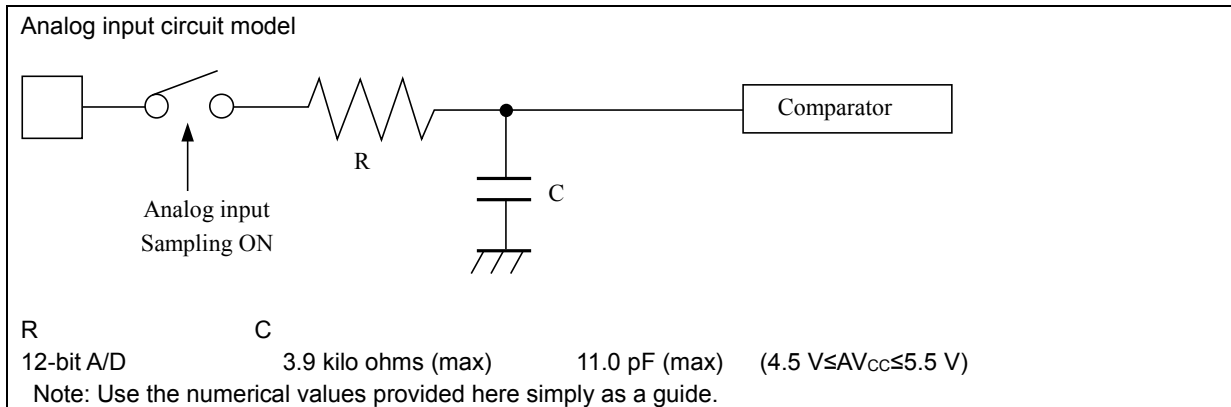 Analog input circuit model
Comparator
R
C
Analog input
Sampling ON
R C
12-bit A/D 3.9 kilo ohms (max) 11.0 pF (max) (4.5 V≤AVCC≤5.5 V)
Note: Use the numerical values provided here simply as a guide.